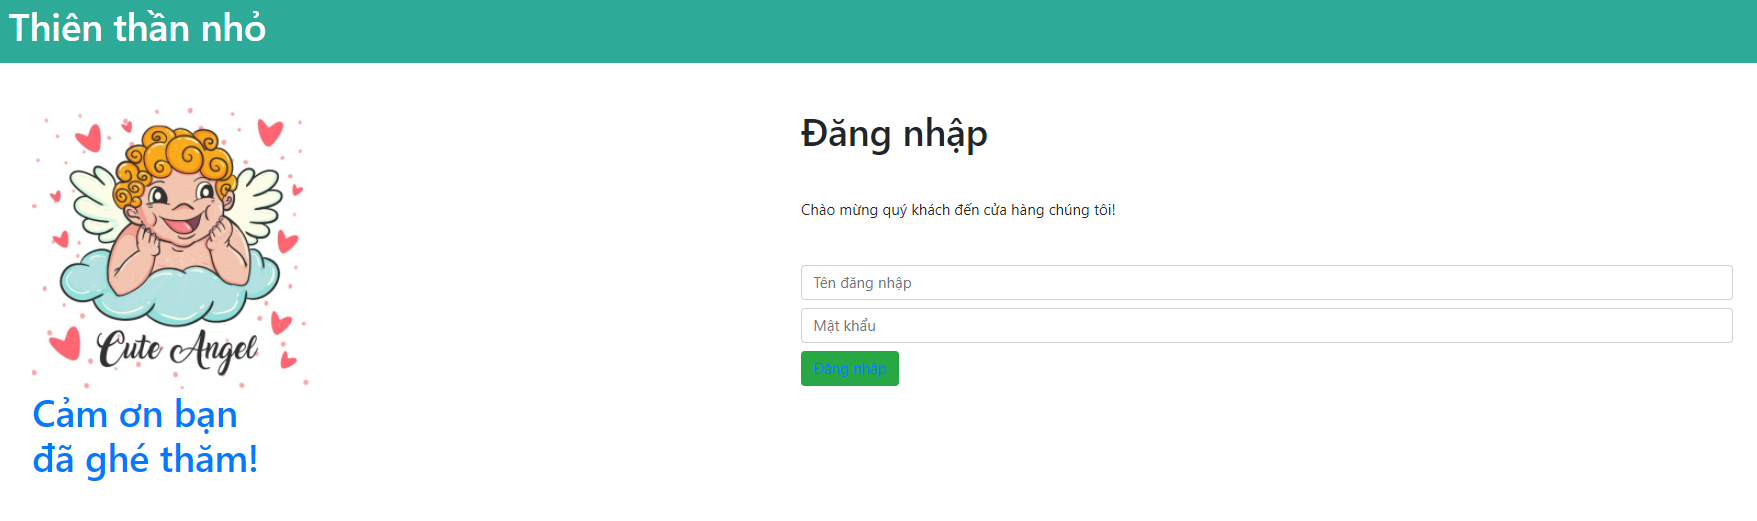 Thiên thần nhỏ
Cute Angel
Cảm ơn bạn
đã ghé thăm!
Đăng nhập
Chào mừng quý khách đến cửa hàng chúng tôi!
Tên đăng nhập
Mật khẩu
Đăng nhập